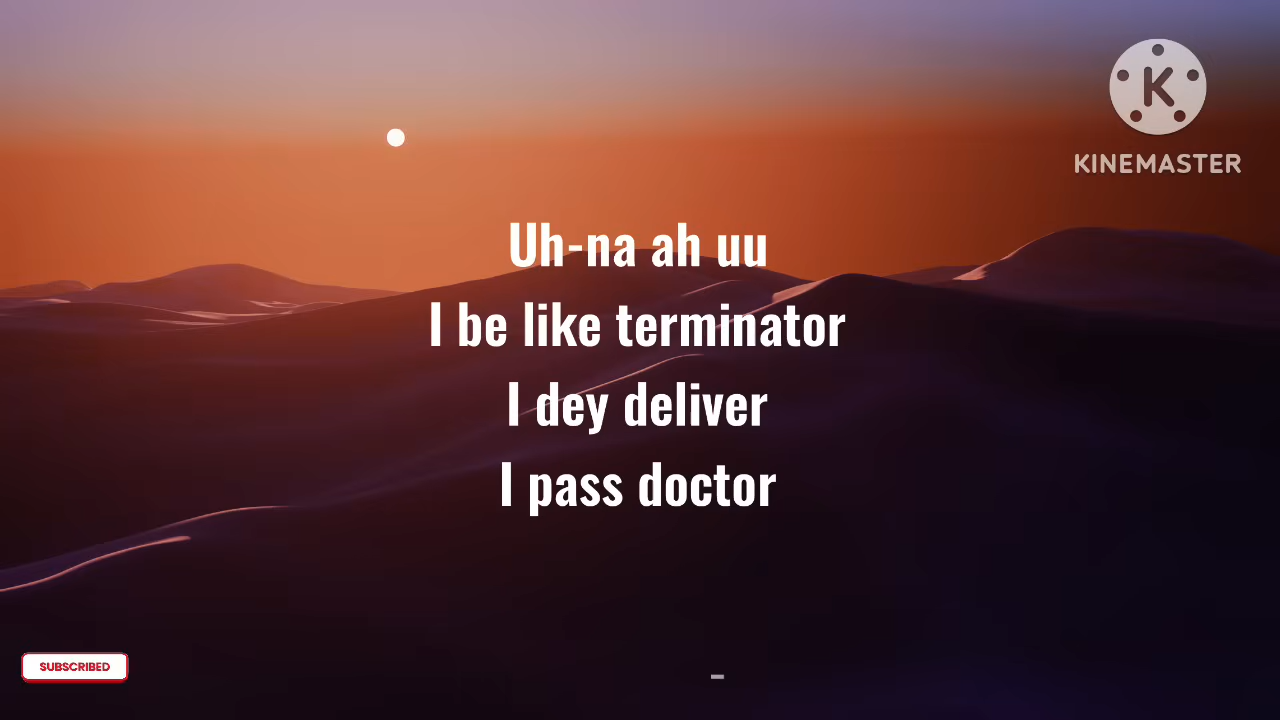 K
KINEMASTER
Uh-na ah uu
I be like terminator
I dey deliver
I pass doctor
SUBSCRIBED